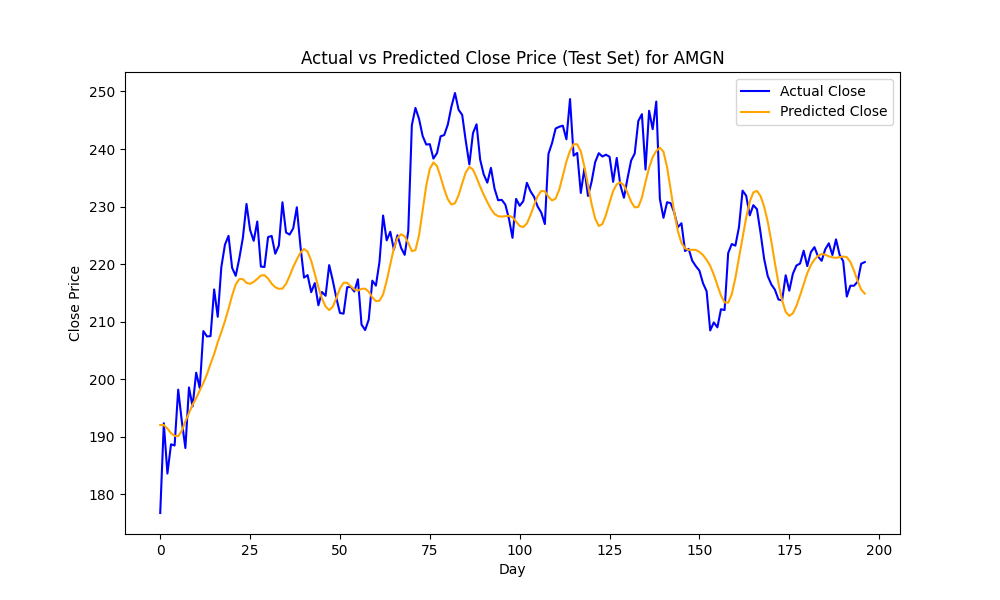 Actual vs Predicted Close Price (Test Set) for AMGN
Actual Close
Predicted Close
250
240
230
220
210
200
190
180
Close Price
0 25 50 75 100 125 150 175 200
Day